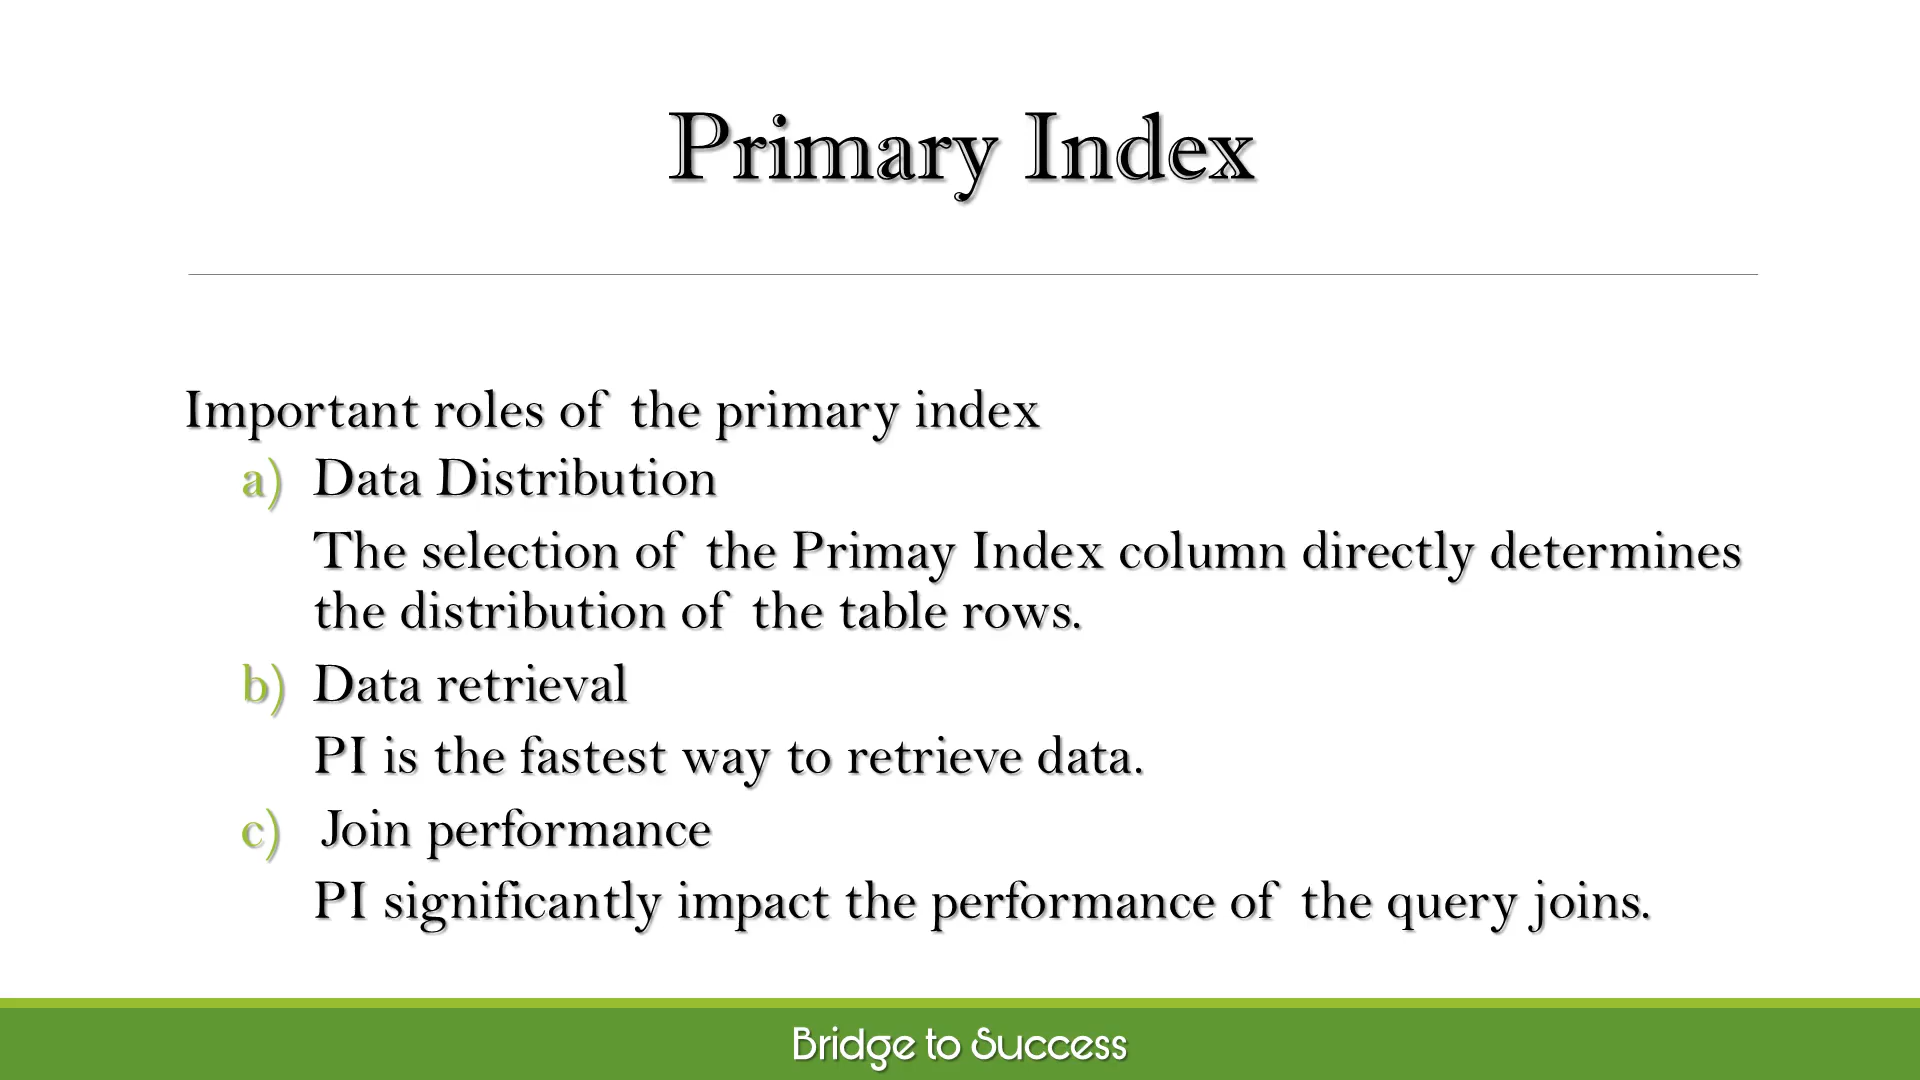 Primary Index
Important roles of the primary index
a) Data Distribution
The selection of the Primay Index column directly determines
the distribution of the table rows.
b) Data retrieval
PI is the fastest way to retrieve data.
c) Join performance
PI significantly impact the performance of the query joins.
Bridge to Success